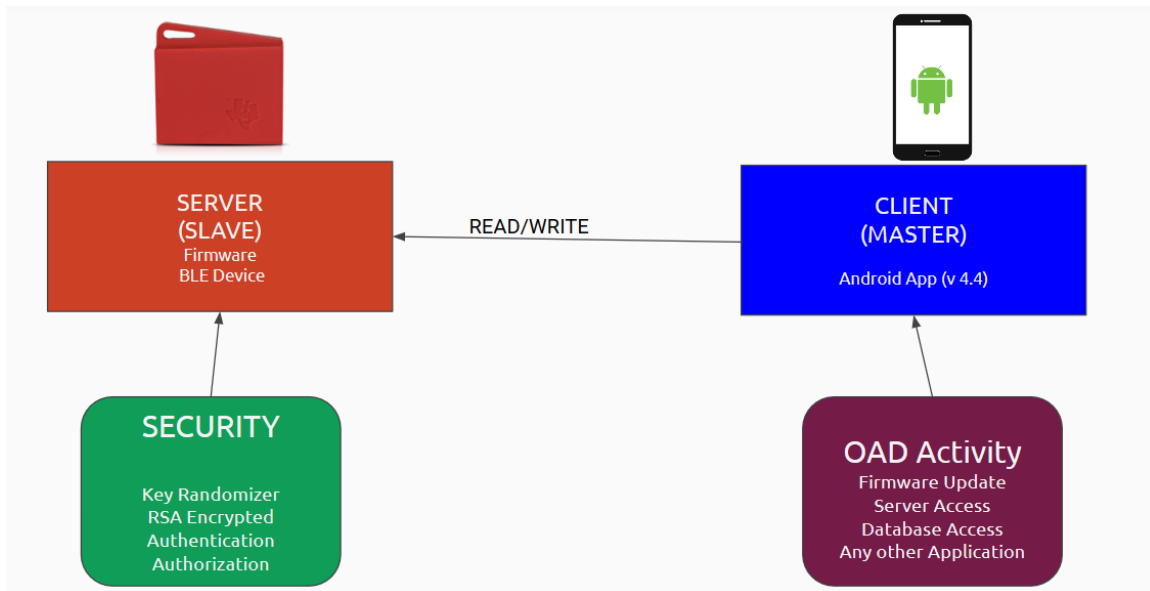 SERVER
(SLAVE)
Firmware
BLE Device
READ/WRITE
CLIENT
(MASTER)
Android App (v 4.4)
SECURITY
Key Randomizer
RSA Encrypted
Authentication
Authorization
OAD Activity
Firmware Update
Server Access
Database Access
Any other Application